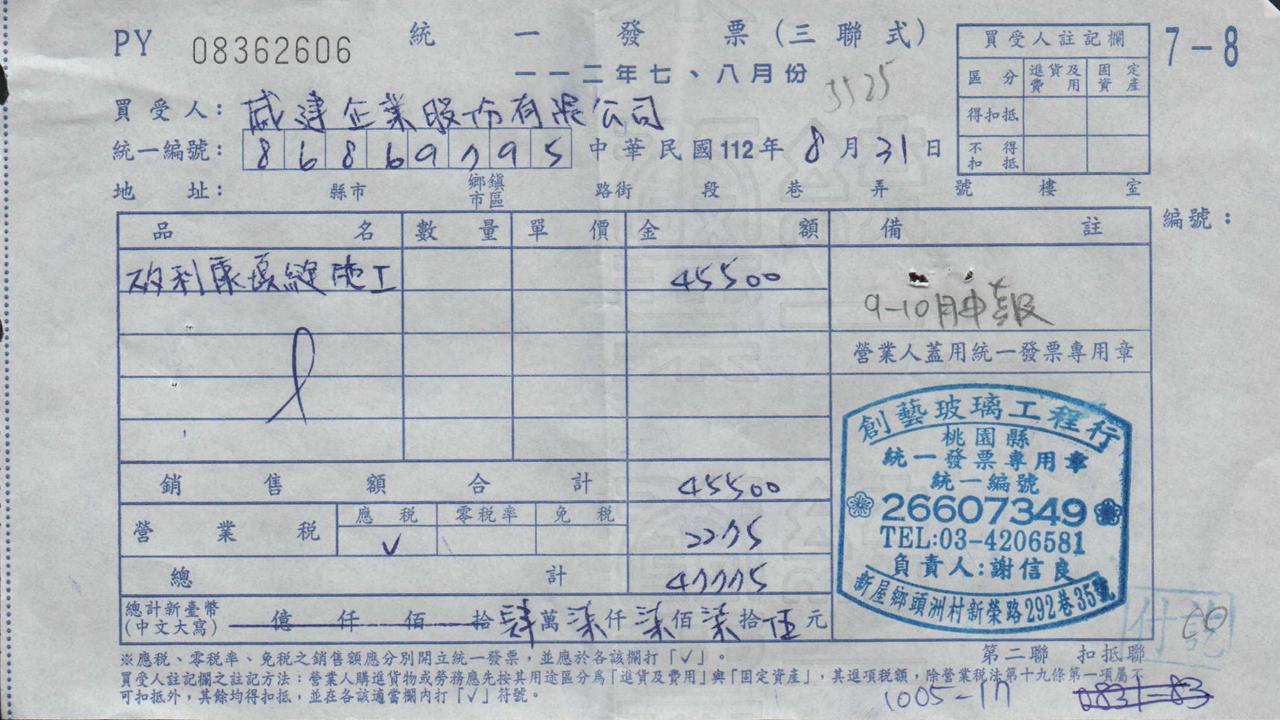 PY 08362606 統一發票(三聯式)
一一二年七、八月份
3525
7-8
買受人註記欄
區分 進貨及費用 固定資產
得扣抵
不得扣抵
買受人: 威達企業股份有限公司
統一編號: 86869795 中華民國112年8月31日
地址: 縣市 鄉鎮市區 路街 段 巷 弄 號 樓 室
編號:
品名 數量 單價 金額 備註
矽利康填縫施工 45500
9-10月申報
營業人蓋用統一發票專用章
創藝玻璃工程行
桃園縣
統一發票專用章
統一編號
26607349
TEL:03-4206581
負責人:謝信良
新屋鄉頭洲村新榮路292巷35號
銷售額合計 45500
營業稅 應稅 零稅率 免稅 2275
✓
總計 47775
總計新臺幣(中文大寫) 億仟佰拾肆萬柒仟柒佰柒拾伍元
第二聯 扣抵聯
※應稅、零稅率、免稅之銷售額應分別開立統一發票,並應於各該欄打「✓」。
買受人註記欄之註記方法:營業人購進貨物或勞務應先按其用途區分為「進貨及費用」與「固定資產」,其進項稅額,除營業稅法第十九條第一項屬不
可扣抵外,其餘均得扣抵,並在各該適當欄內打「✓」符號。
1005-17
0831-83